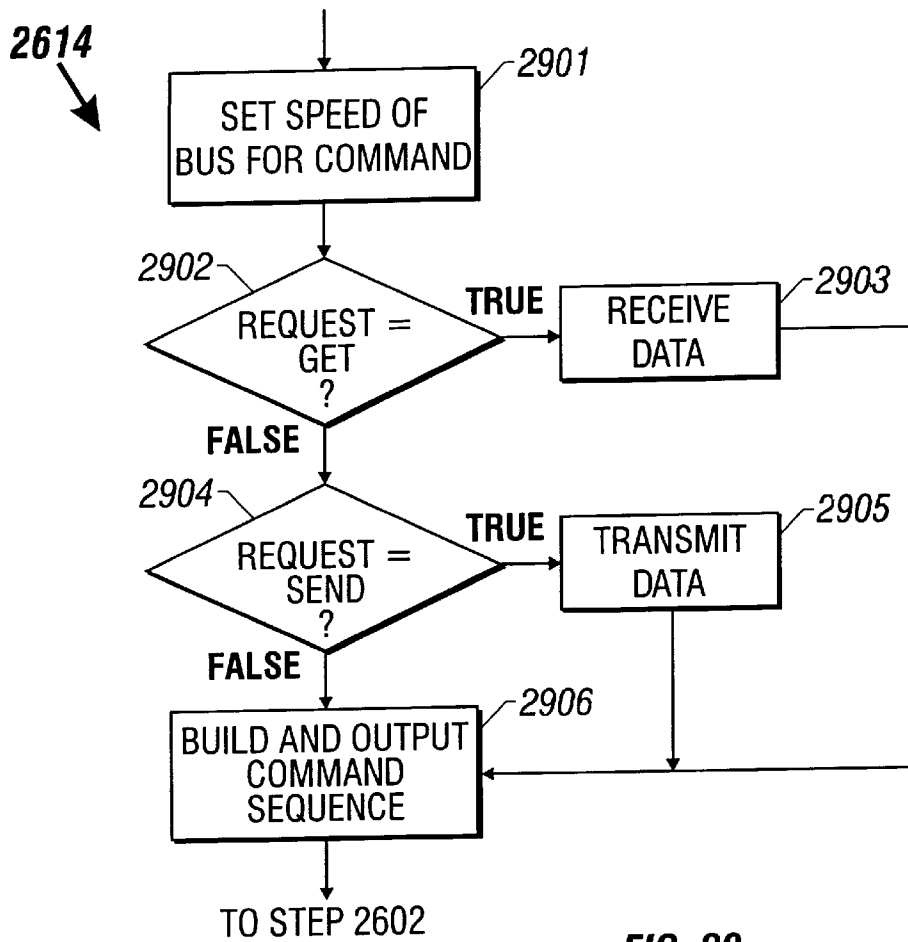 2614
2901
SET SPEED OF
BUS FOR COMMAND
2902
REQUEST =
GET
?
TRUE
2903
RECEIVE
DATA
FALSE
2904
REQUEST =
SEND
?
TRUE
2905
TRANSMIT
DATA
FALSE
2906
BUILD AND OUTPUT
COMMAND
SEQUENCE
TO STEP 2602